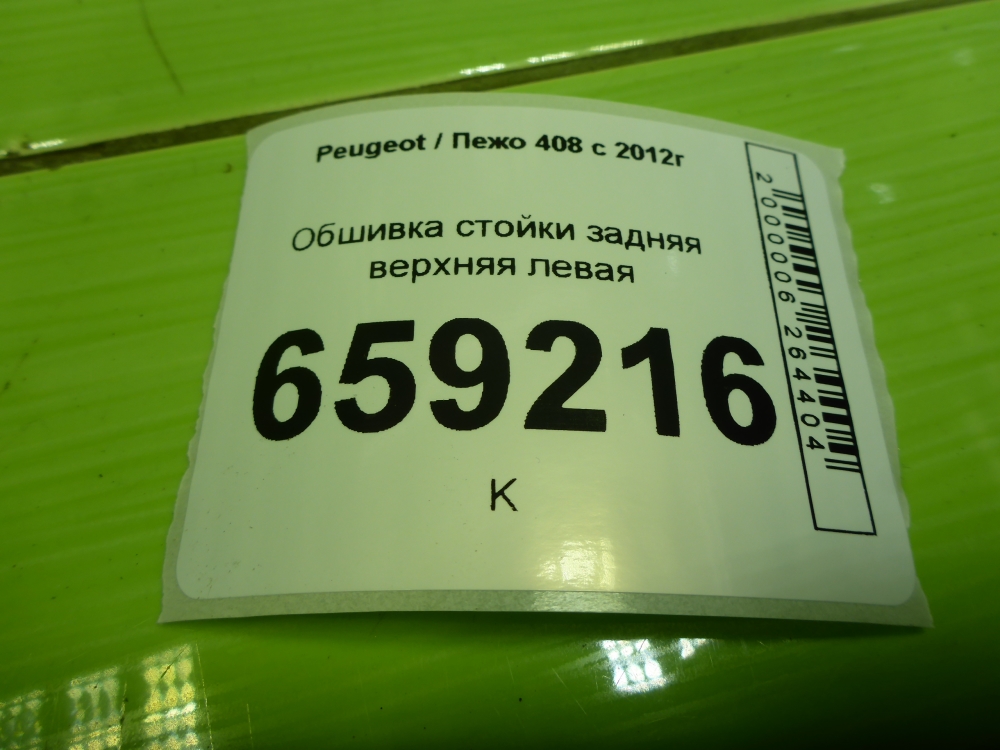 Peugeot / Пежо 408 с 2012г
Обшивка стойки задняя
верхняя левая
659216
К
2000006264404